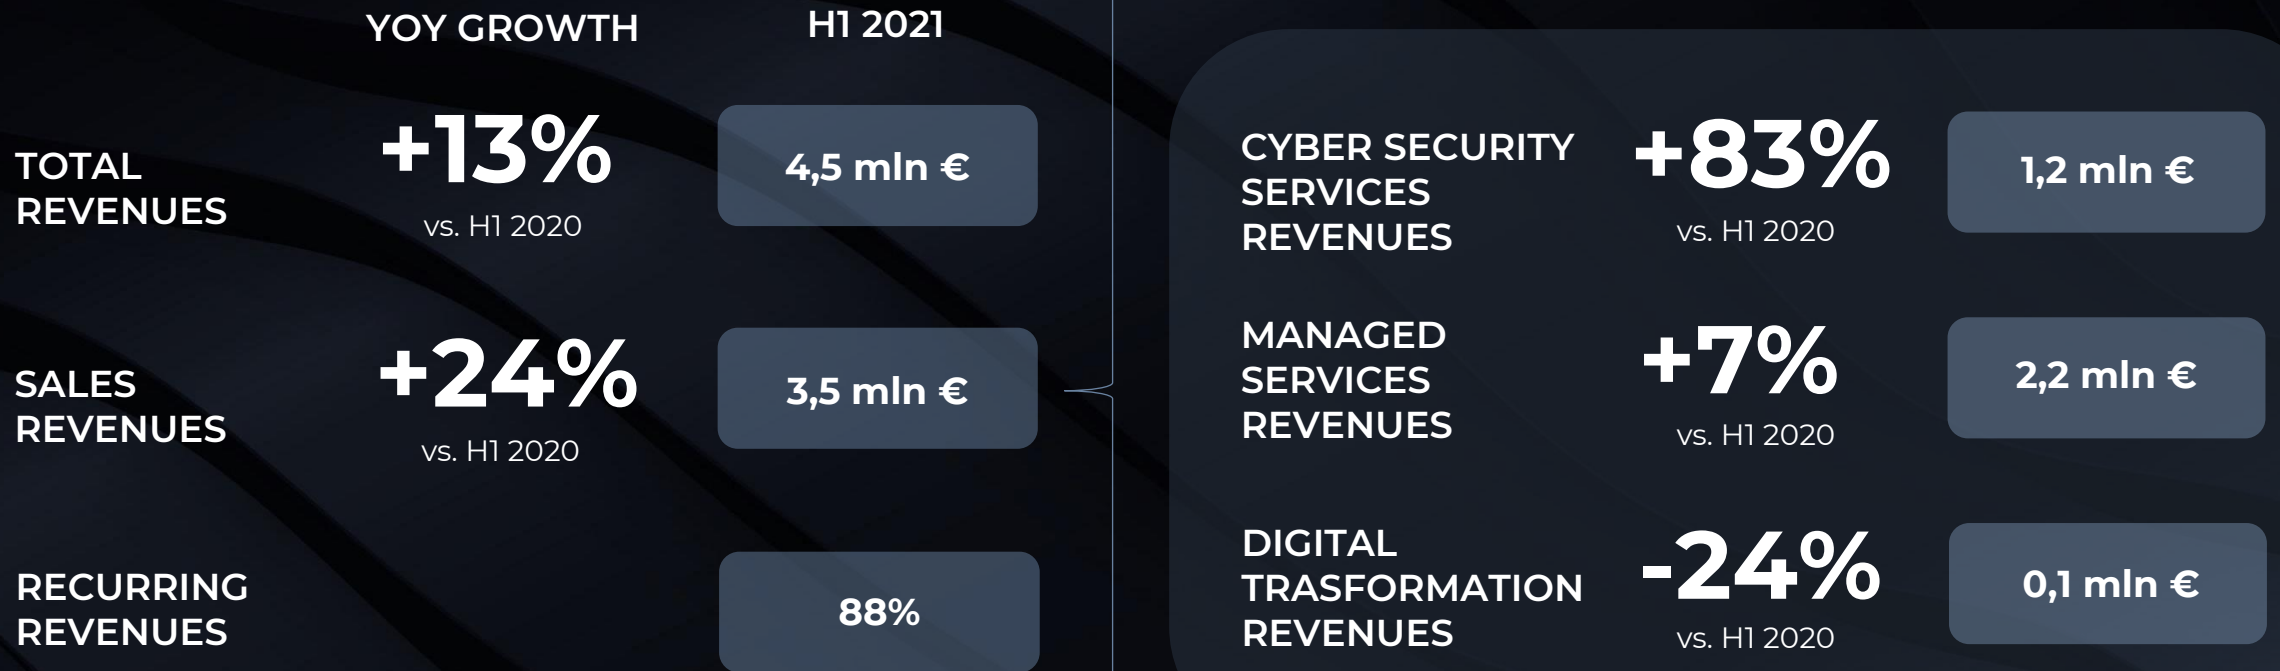 YOY GROWTH
H1 2021
TOTAL
REVENUES
+13%
vs. H1 2020
4,5 mln €
SALES
REVENUES
+24%
vs. H1 2020
3,5 mln €
RECURRING
REVENUES
88%
CYBER SECURITY
SERVICES
REVENUES
+83%
vs. H1 2020
1,2 mln €
MANAGED
SERVICES
REVENUES
+7%
vs. H1 2020
2,2 mln €
DIGITAL
TRASFORMATION
REVENUES
-24%
vs. H1 2020
0,1 mln €